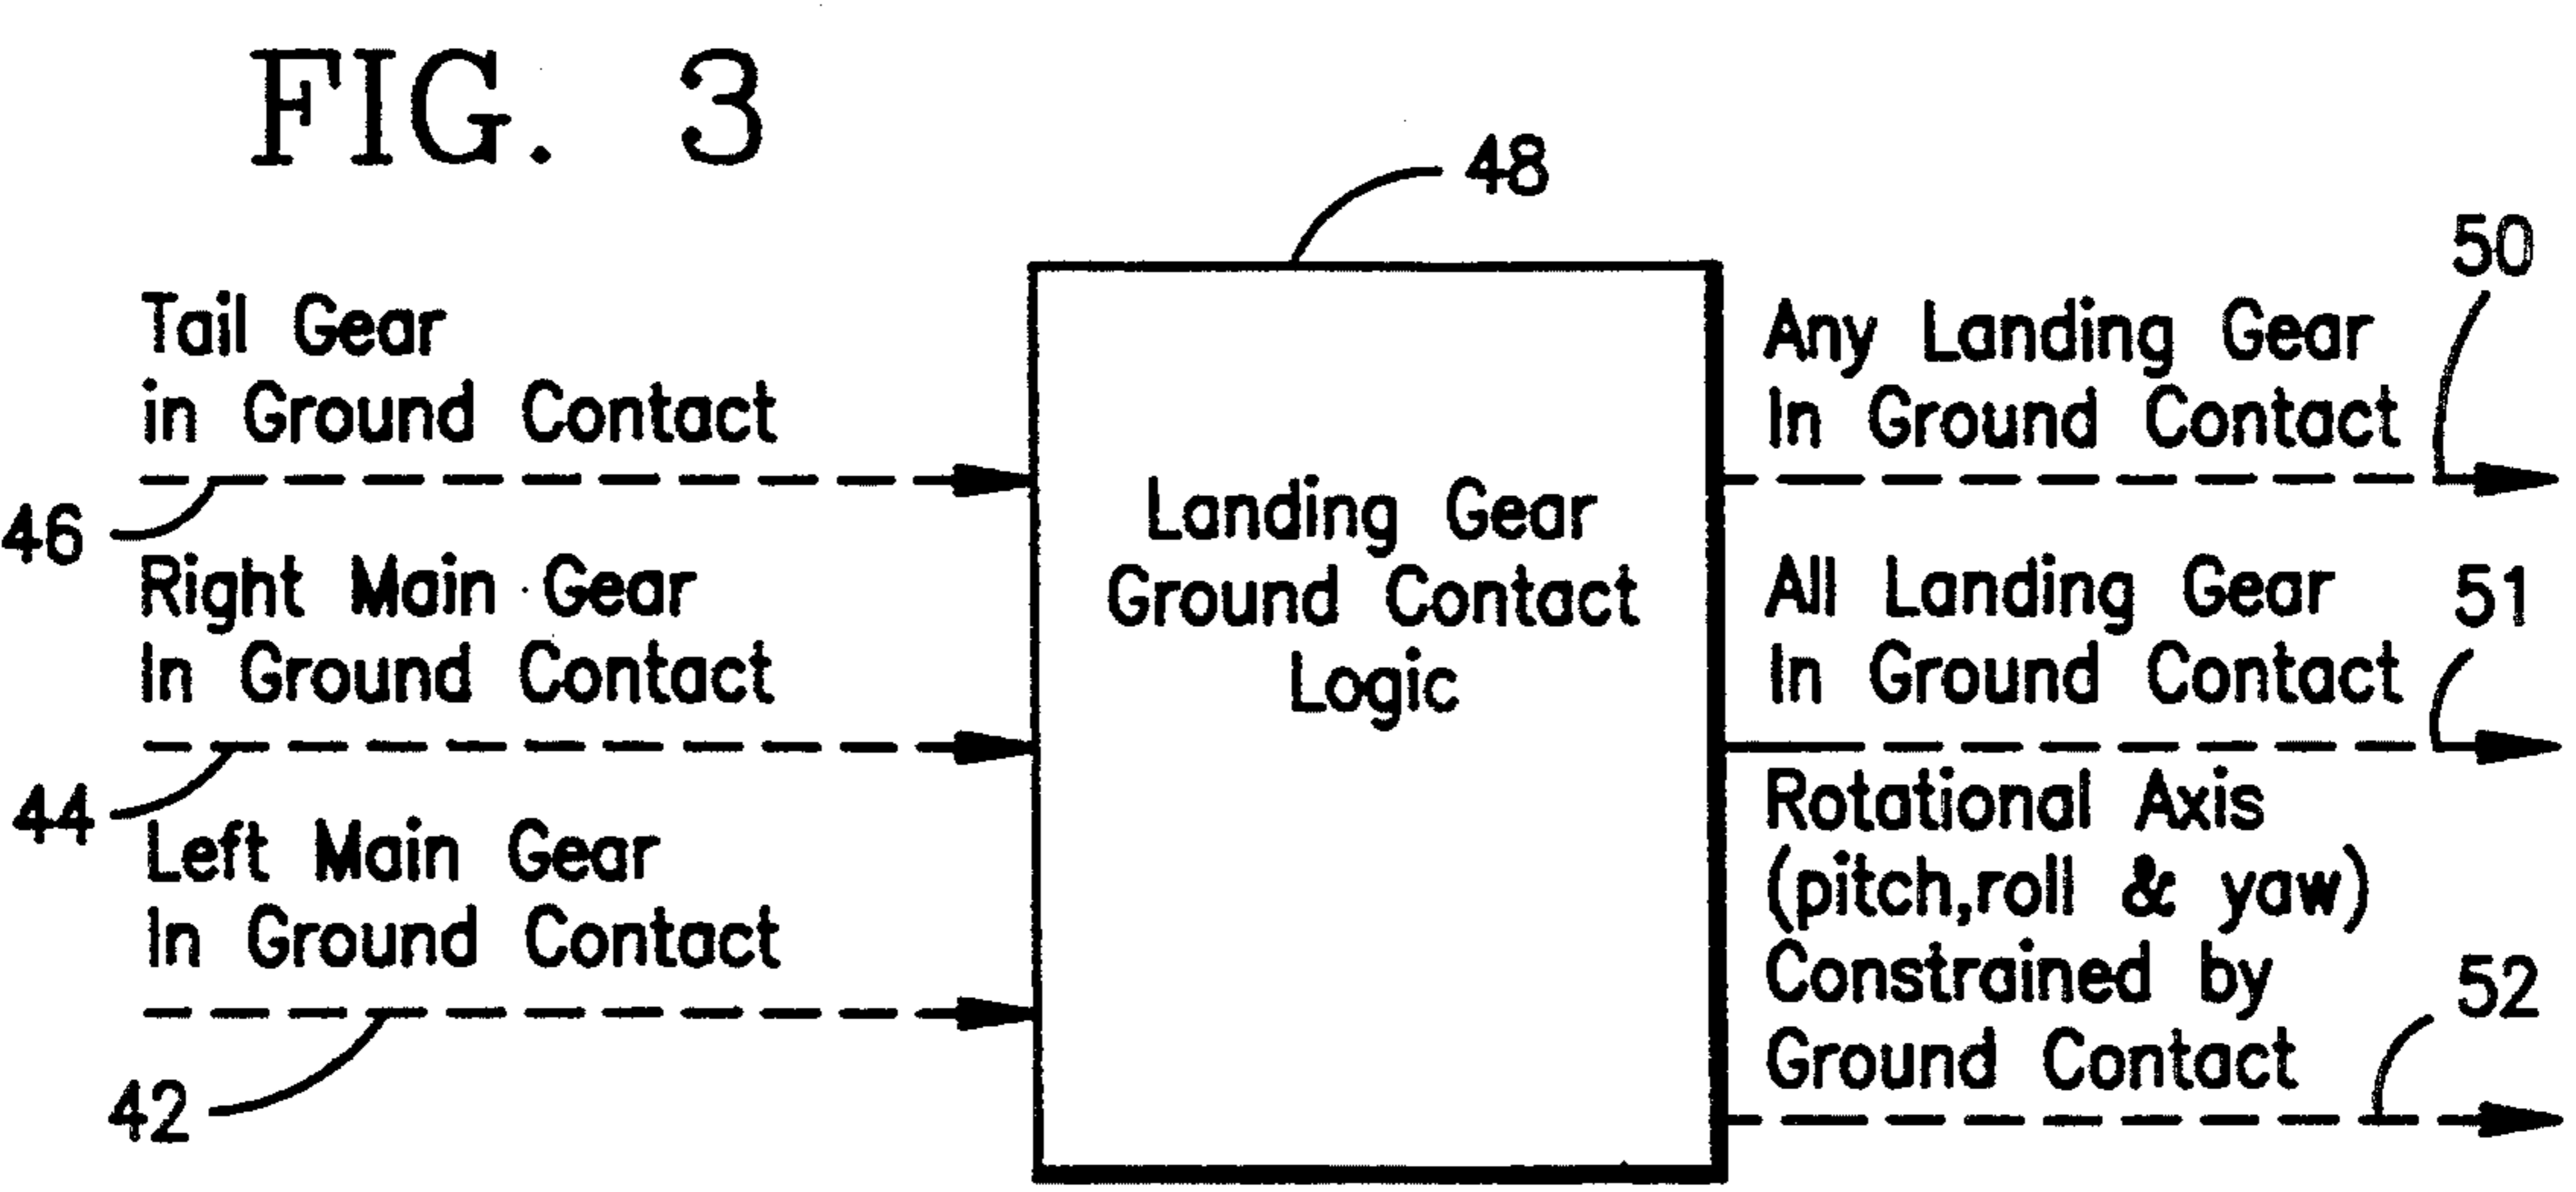 FIG. 3
48
50
Tail Gear
in Ground Contact
46
Right Main Gear
In Ground Contact
44
Left Main Gear
In Ground Contact
42
Landing Gear
Ground Contact
Logic
Any Landing Gear
In Ground Contact
All Landing Gear
In Ground Contact
51
Rotational Axis
(pitch,roll & yaw)
Constrained by
Ground Contact
52